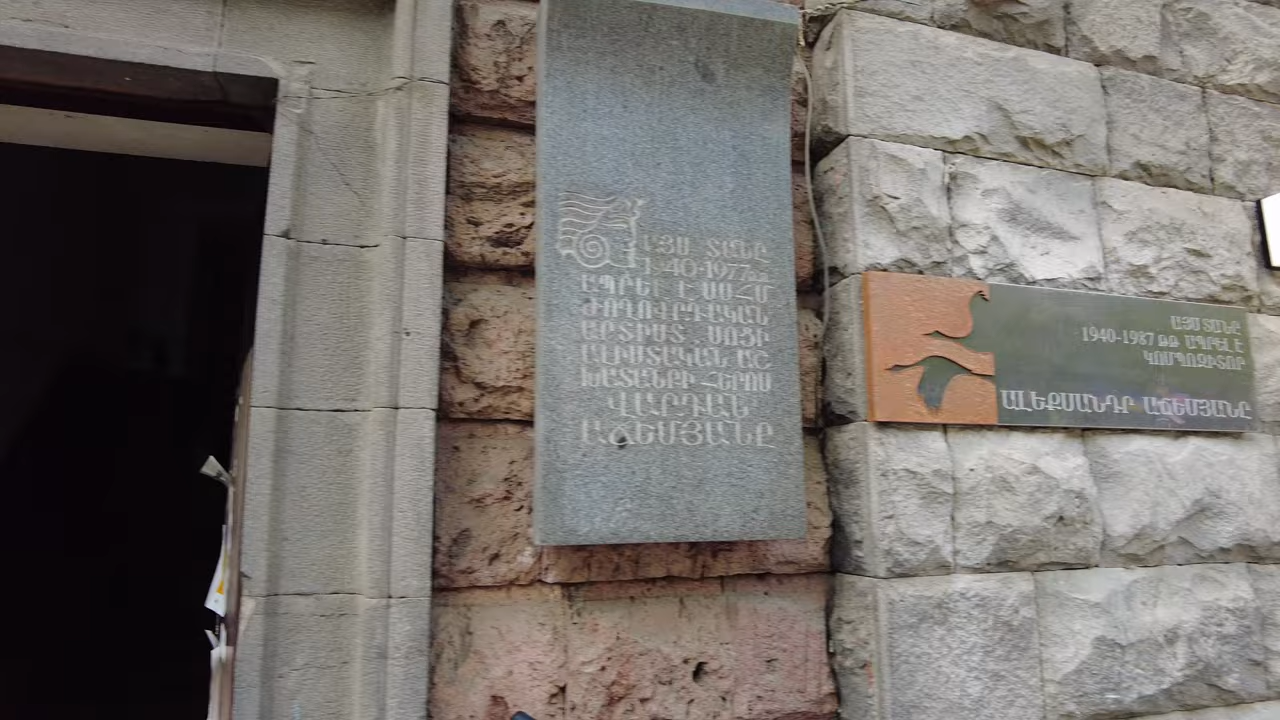 ԱՅՍ ՏԱՆԸ
1940-1977թթ
ԱՊՐԵԼ Է ՍՍՀՄ
ԺՈՂՈՎՐԴԱԿԱՆ
ԱՐՏԻՍՏ, ՍՈՑԻ
ԱԼԻՍՏԱԿԱՆ ԱՇ
ԽԱՏԱՆՔԻ ՀԵՐՈՍ
ՎԱՐԴԱՆ
ԱՃԵՄՅԱՆԸ
ԱՅՍ ՏԱՆԸ
1940-1987 ԹԹ ԱՊՐԵԼ Է
ԿՈՄՊՈԶԻՏՈՐ
ԱԼԵՔՍԱՆԴՐ ԱՃԵՄՅԱՆԸ